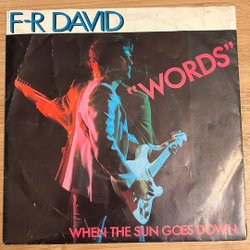 F-R DAVID
"WORDS"
WHEN THE SUN GOES DOWN